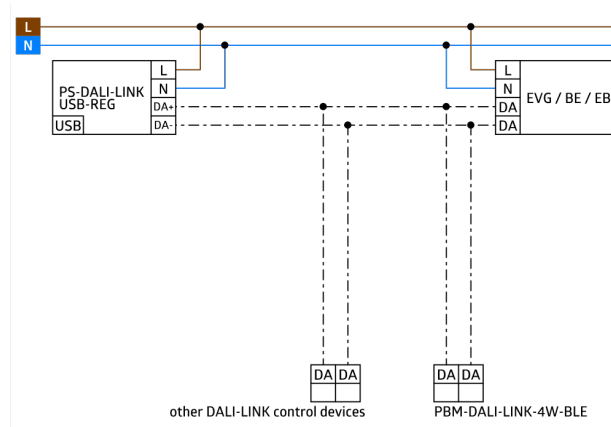 L
N
PS-DALI-LINK
USB-REG
USB
L
N
DA+
DA-
L
N
DA
DA
EVG / BE / EB
DA DA
DA DA
other DALI-LINK control devices
PBM-DALI-LINK-4W-BLE